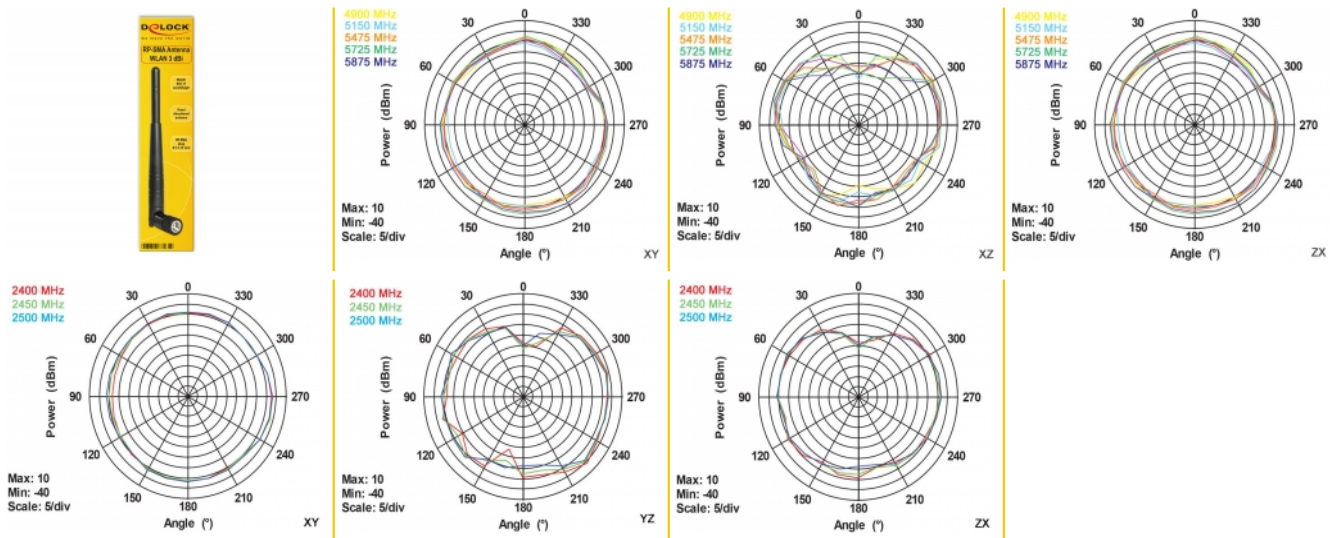 DeLOCK
RP-SMA Antenna
WLAN 3 dBi
4900 MHz
5150 MHz
5475 MHz
5725 MHz
5875 MHz
0
30
330
60
300
90
270
120
240
150
210
180
Power (dBm)
Max: 10
Min: -40
Scale: 5/div
Angle (°)
XY
4900 MHz
5150 MHz
5475 MHz
5725 MHz
5875 MHz
0
30
330
60
300
90
270
120
240
150
210
180
Power (dBm)
Max: 10
Min: -40
Scale: 5/div
Angle (°)
XZ
4900 MHz
5150 MHz
5475 MHz
5725 MHz
5875 MHz
0
30
330
60
300
90
270
120
240
150
210
180
Power (dBm)
Max: 10
Min: -40
Scale: 5/div
Angle (°)
ZX
2400 MHz
2450 MHz
2500 MHz
0
30
330
60
300
90
270
120
240
150
210
180
Power (dBm)
Max: 10
Min: -40
Scale: 5/div
Angle (°)
XY
2400 MHz
2450 MHz
2500 MHz
0
30
330
60
300
90
270
120
240
150
210
180
Power (dBm)
Max: 10
Min: -40
Scale: 5/div
Angle (°)
YZ
2400 MHz
2450 MHz
2500 MHz
0
30
330
60
300
90
270
120
240
150
210
180
Power (dBm)
Max: 10
Min: -40
Scale: 5/div
Angle (°)
ZX